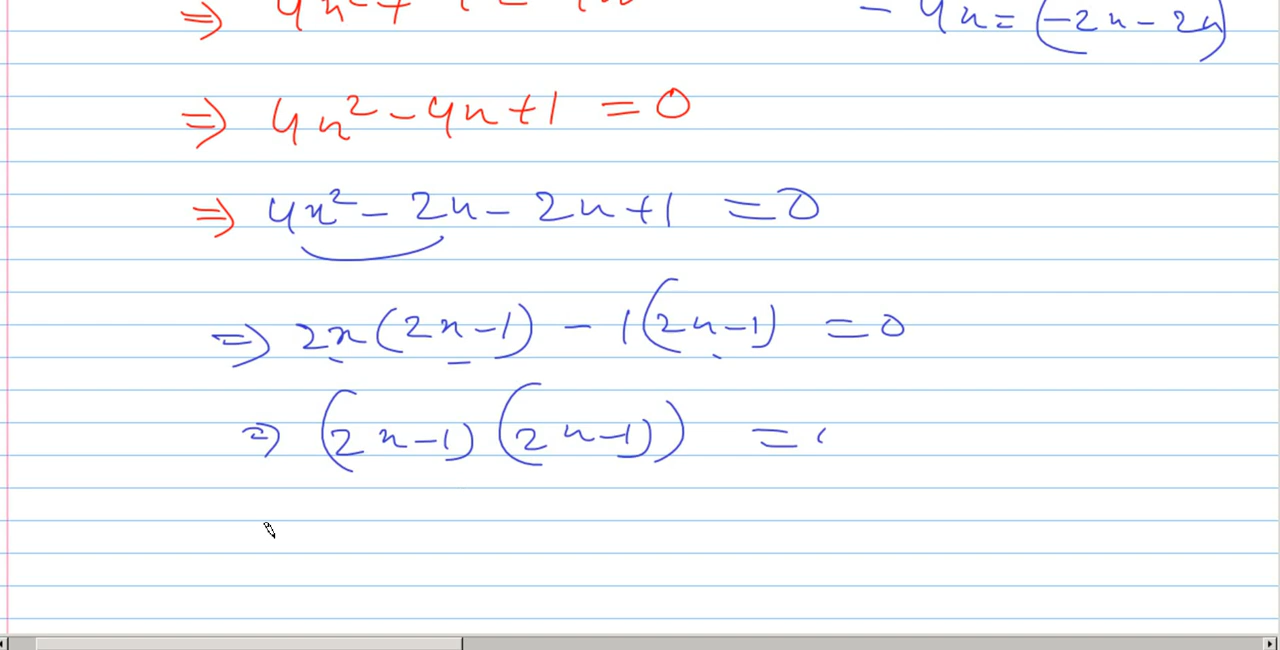 - 4x = (-2x - 2x)
⇒ 4x² - 4x + 1 = 0
⇒ 4x² - 2x - 2x + 1 = 0
⇒ 2x (2x - 1) - 1 (2x - 1) = 0
⇒ (2x - 1) (2x - 1)) =